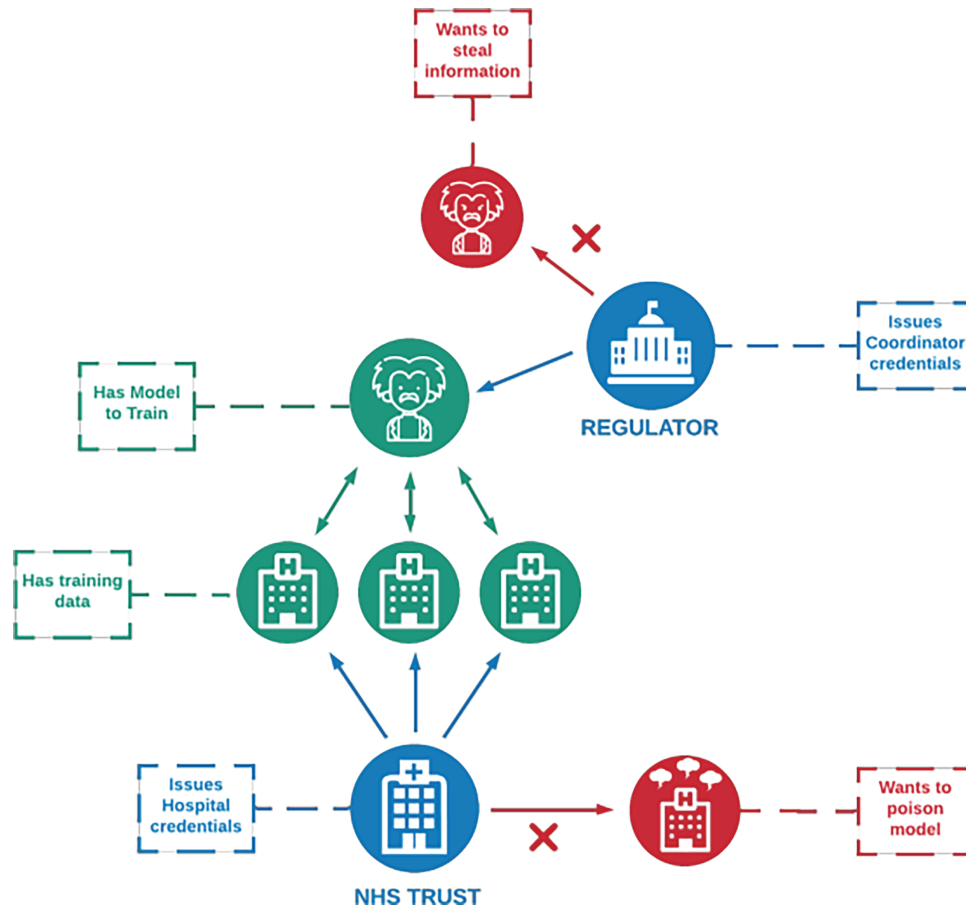 Wants to
steal
information
Issues
Coordinator
credentials
REGULATOR
Has Model
to Train
H
H
H
Has training
data
Issues
Hospital
credentials
NHS TRUST
H
Wants to
poison
model